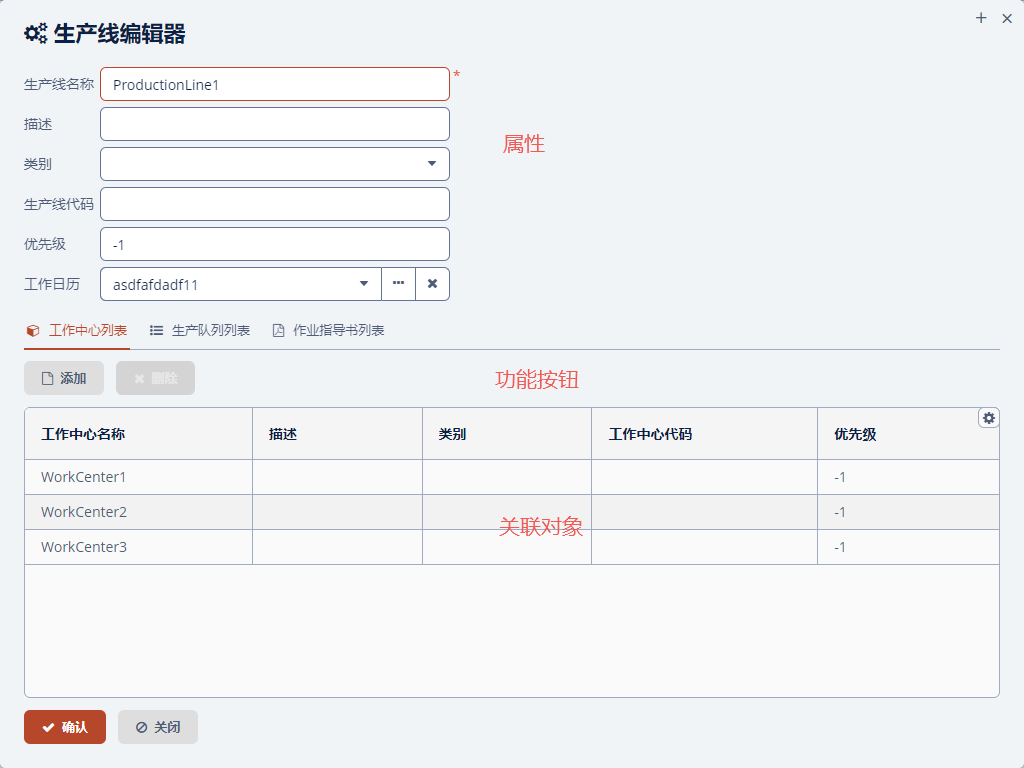 生产线编辑器
生产线名称 ProductionLine1 *
描述
属性
类别
生产线代码
优先级 -1
工作日历 asdfafdadf11
工作中心列表 生产队列列表 作业指导书列表
添加 删除 功能按钮
工作中心名称 描述 类别 工作中心代码 优先级
WorkCenter1 -1
WorkCenter2 -1
关联对象
WorkCenter3 -1
确认 关闭